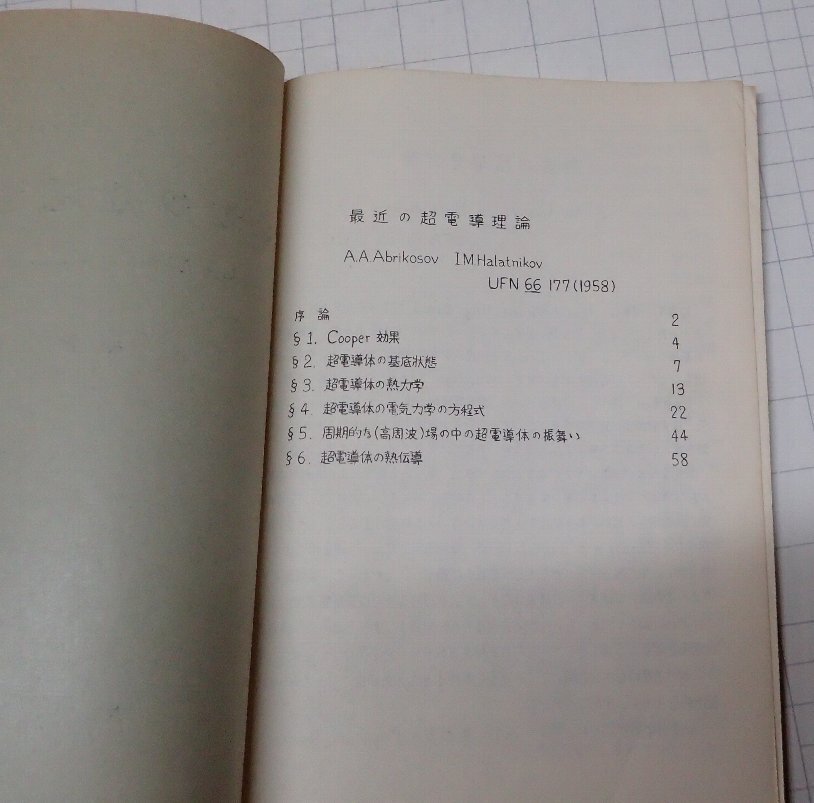 最近の超電導理論
A.A.Abrikosov I M Halatnikov
UFN 66 177 (1958)
序論 2
§1. Cooper 効果 4
§2. 超電導体の基底状態 7
§3. 超電導体の熱力学 13
§4. 超電導体の電気力学の方程式 22
§5. 周期的な(高周波)場の中の超電導体の振舞い 44
§6. 超電導体の熱伝導 58